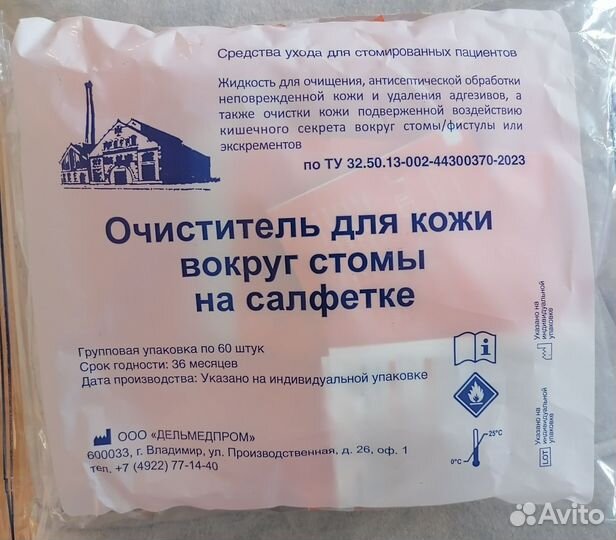 Средства ухода для стомированных пациентов
Жидкость для очищения, антисептической обработки
неповрежденной кожи и удаления адгезивов, а
также очистки кожи подверженной воздействию
кишечного секрета вокруг стомы/фистулы или
экскрементов
по ТУ 32.50.13-002-44300370-2023
Очиститель для кожи
вокруг стомы
на салфетке
Групповая упаковка по 60 штук
Срок годности: 36 месяцев
Дата производства: Указано на индивидуальной упаковке
ООО «ДЕЛЬМЕДПРОМ»
600033, г. Владимир, ул. Производственная, д. 26, оф. 1
тел. +7 (4922) 77-14-40
Указано на
индивидуальной
упаковке
LOT
Указано на
индивидуальной
упаковке
25°C
0°C
Avito